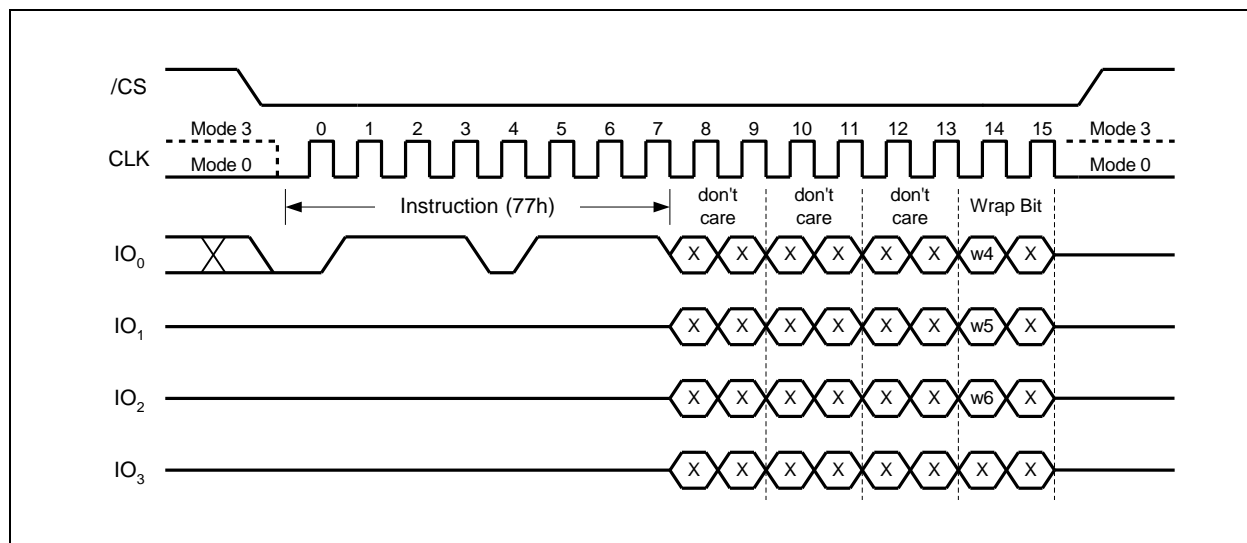 /CS
Mode 3 0 1 2 3 4 5 6 7 8 9 10 11 12 13 14 15 Mode 3
CLK
Mode 0 Mode 0
Instruction (77h) don't care don't care don't care Wrap Bit
IO0 X X X X X X w4 X
IO1 X X X X X X w5 X
IO2 X X X X X X w6 X
IO3 X X X X X X X X